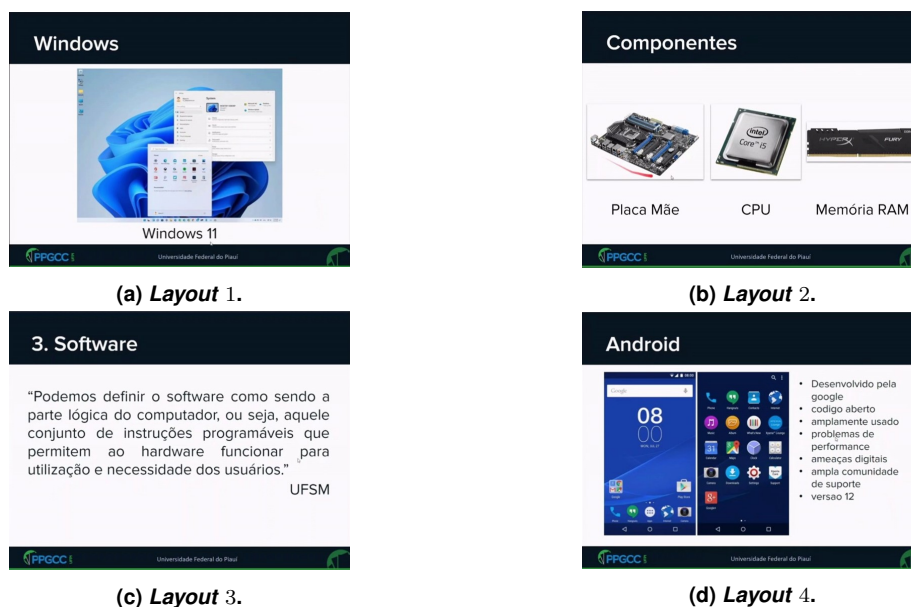 Windows
Windows 11
PPGCC
Universidade Federal do Piauí
(a) Layout 1.
Componentes
intel
Core i5
HYPERX
FURY
Placa Mãe
CPU
Memória RAM
PPGCC
Universidade Federal do Piauí
(b) Layout 2.
3. Software
“Podemos definir o software como sendo a
parte lógica do computador, ou seja, aquele
conjunto de instruções programáveis que
permitem ao hardware funcionar para
utilização e necessidade dos usuários.”
UFSM
PPGCC
Universidade Federal do Piauí
(c) Layout 3.
Android
Google
08
00
• Desenvolvido pela
google
• codigo aberto
• amplamente usado
• problemas de
performance
• ameaças digitais
• ampla comunidade
de suporte
• versao 12
PPGCC
Universidade Federal do Piauí
(d) Layout 4.